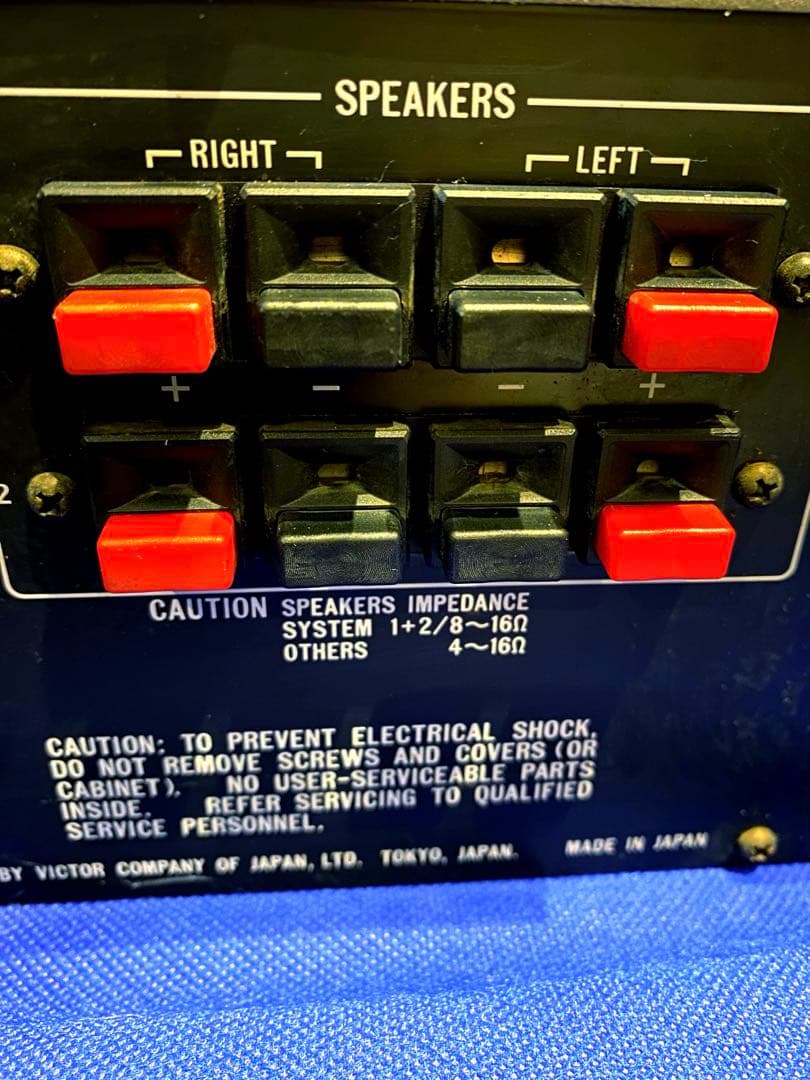 SPEAKERS
RIGHT LEFT
+ − − +
2
CAUTION SPEAKERS IMPEDANCE
SYSTEM 1+2/8~16Ω
OTHERS 4~16Ω
CAUTION: TO PREVENT ELECTRICAL SHOCK,
DO NOT REMOVE SCREWS AND COVERS (OR
CABINET). NO USER-SERVICEABLE PARTS
INSIDE. REFER SERVICING TO QUALIFIED
SERVICE PERSONNEL.
BY VICTOR COMPANY OF JAPAN, LTD. TOKYO, JAPAN. MADE IN JAPAN